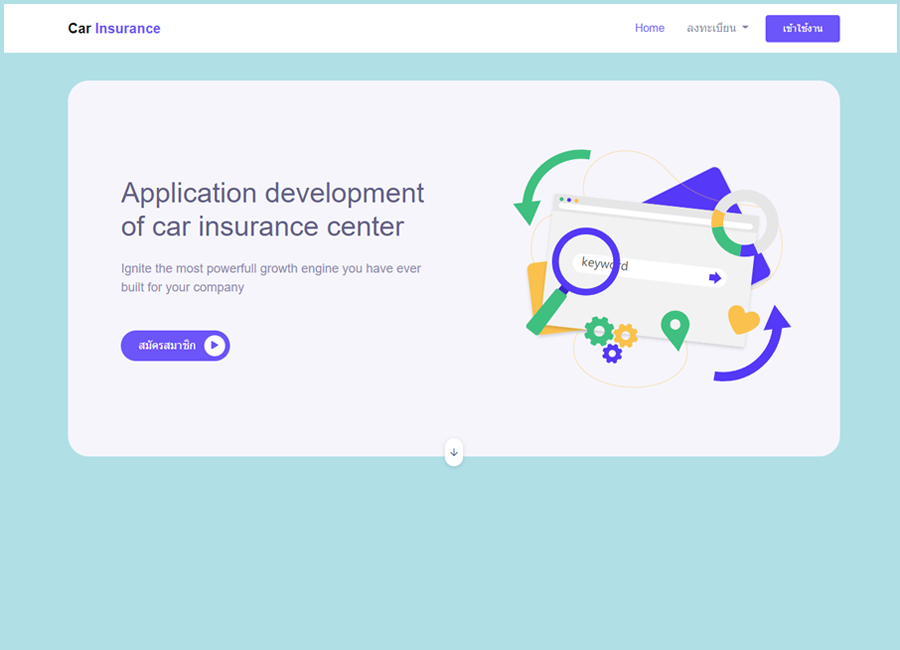 Car Insurance
Home
ลงทะเบียน
เข้าใช้งาน
Application development
of car insurance center
Ignite the most powerfull growth engine you have ever
built for your company
สมัครสมาชิก
keyword